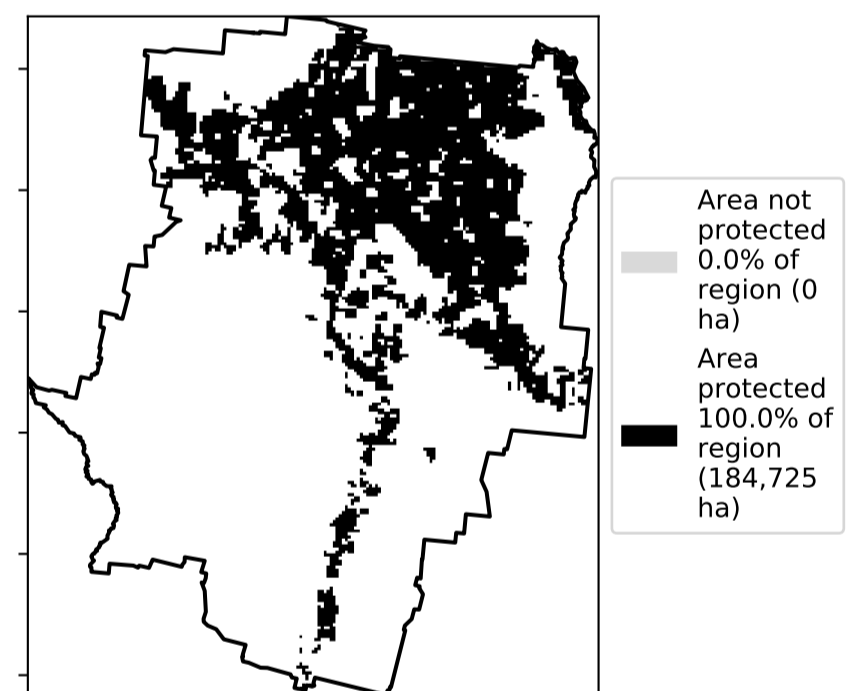 Area not
protected
0.0% of
region (0
ha)
Area
protected
100.0% of
region
(184,725
ha)